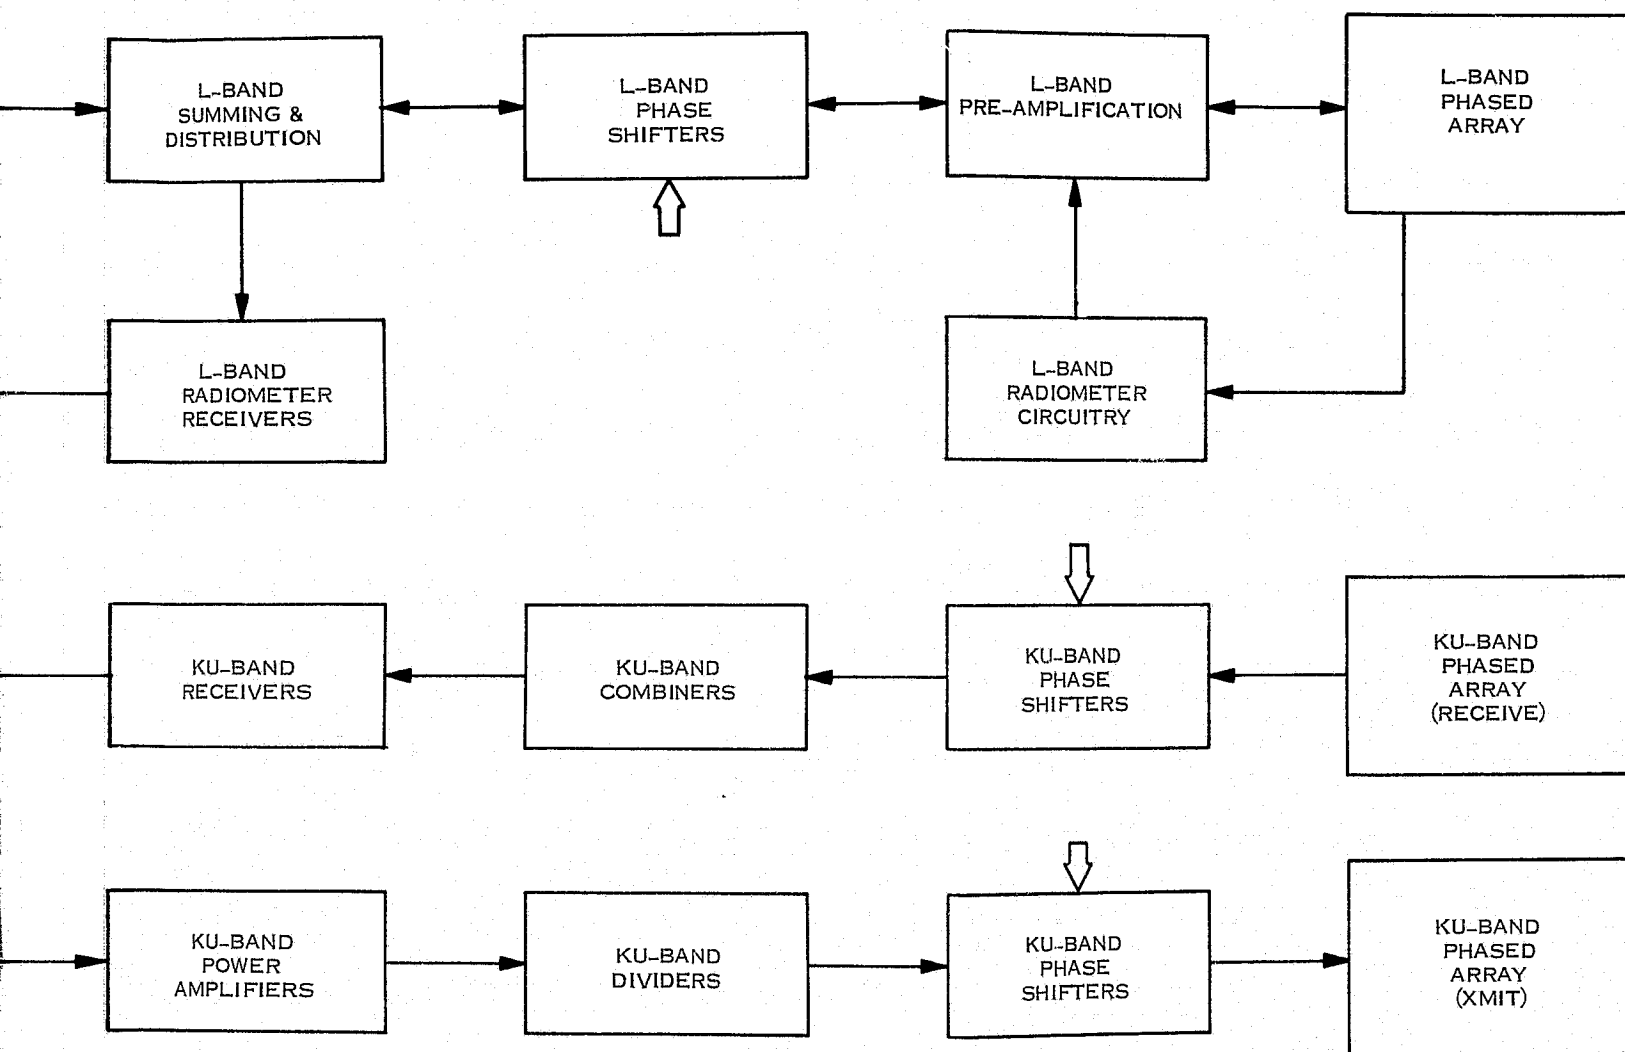 L-BAND
SUMMING &
DISTRIBUTION
L-BAND
PHASE
SHIFTERS
L-BAND
PRE-AMPLIFICATION
L-BAND
PHASED
ARRAY
L-BAND
RADIOMETER
RECEIVERS
L-BAND
RADIOMETER
CIRCUITRY
KU-BAND
RECEIVERS
KU-BAND
COMBINERS
KU-BAND
PHASE
SHIFTERS
KU-BAND
PHASED
ARRAY
(RECEIVE)
KU-BAND
POWER
AMPLIFIERS
KU-BAND
DIVIDERS
KU-BAND
PHASE
SHIFTERS
KU-BAND
PHASED
ARRAY
(XMIT)